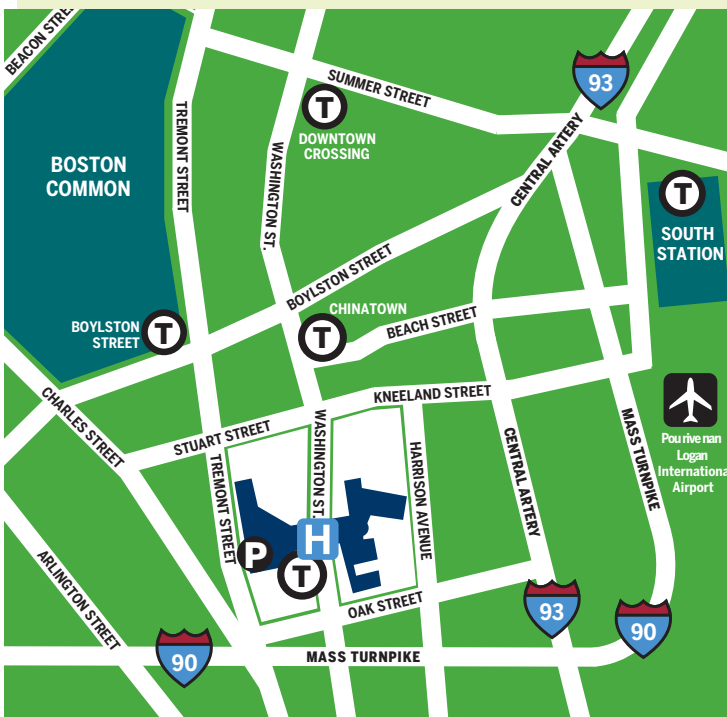 BEACON STREET
93
SUMMER STREET
T
DOWNTOWN
CROSSING
TREMONT STREET
BOSTON
COMMON
WASHINGTON ST.
CENTRAL ARTERY
T
SOUTH
STATION
BOYLSTON STREET
CHINATOWN
T
BOYLSTON
STREET
T
BEACH STREET
KNEELAND STREET
CHARLES STREET
STUART STREET
Pou rive nan
Logan
Internationa
Airport
WASHINGTON ST.
TREMONT STREET
HARRISON AVENUE
CENTRAL ARTERY
MASS TURNPIKE
H
P
T
ARLINGTON STREET
OAK STREET
93
90
90
MASS TURNPIKE